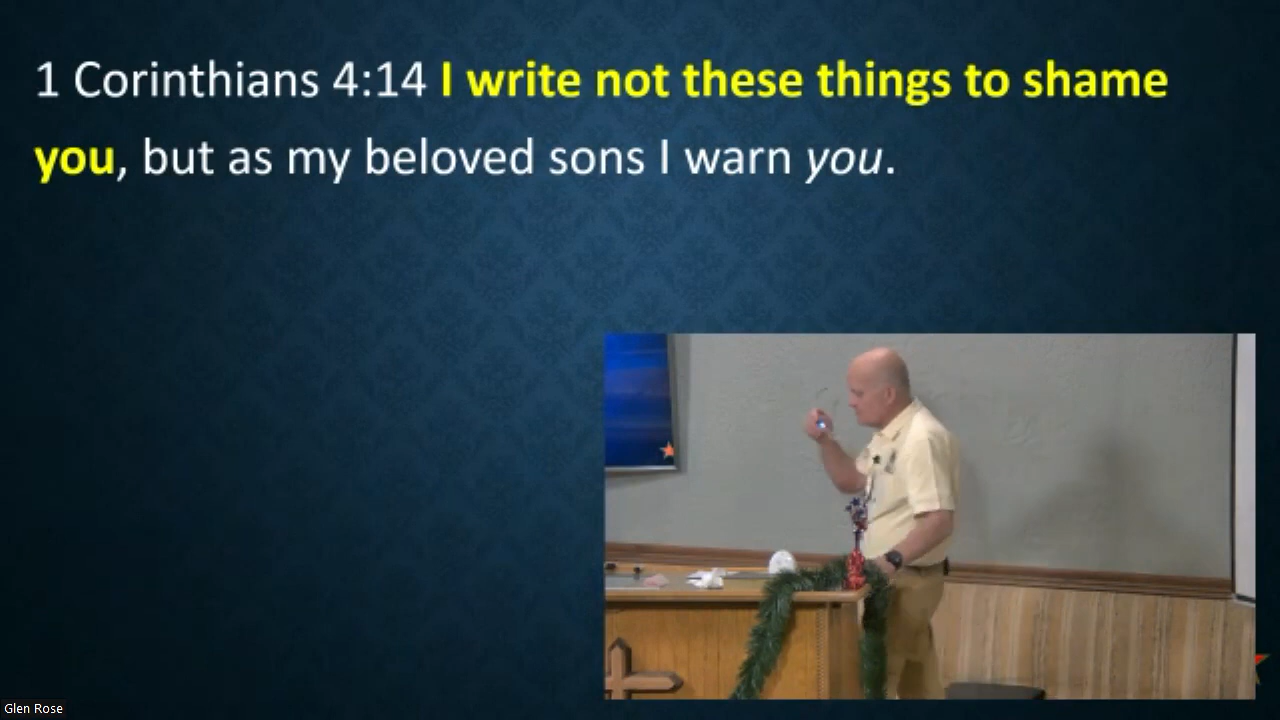 1 Corinthians 4:14 I write not these things to shame
you, but as my beloved sons I warn you.
Glen Rose